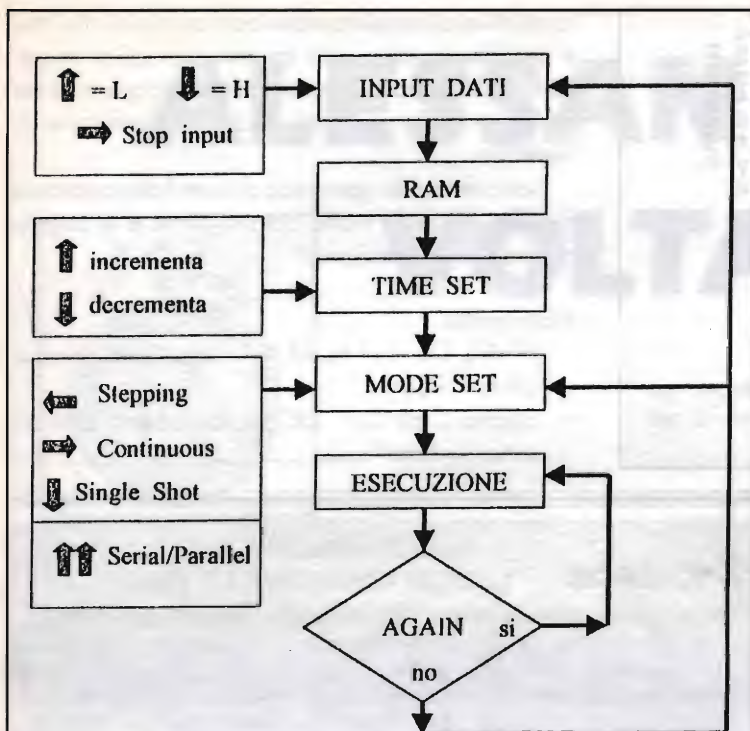 ⇧ = L ⇩ = H
⇨ Stop input
INPUT DATI
RAM
⇧ incrementa
⇩ decrementa
TIME SET
⇦ Stepping
⇨ Continuous
⇩ Single Shot
⇧⇧ Serial/Parallel
MODE SET
ESECUZIONE
AGAIN si
no